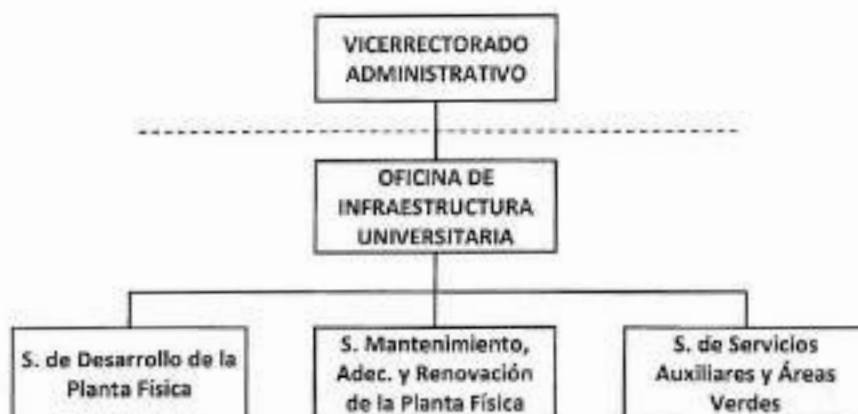 VICERRECTORADO
ADMINISTRATIVO
OFICINA DE
INFRAESTRUCTURA
UNIVERSITARIA
S. de Desarrollo de la
Planta Física
S. Mantenimiento,
Adec. y Renovación
de la Planta Física
S. de Servicios
Auxiliares y Áreas
Verdes